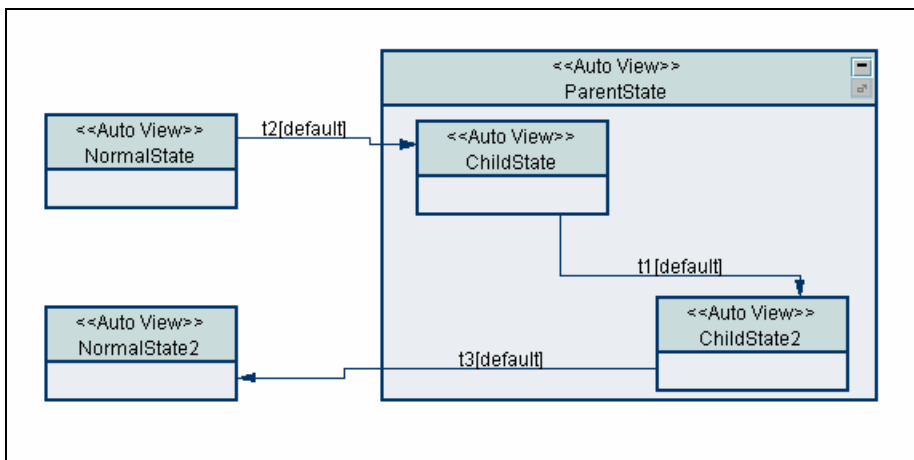 <<Auto View>>
ParentState
<<Auto View>>
NormalState
t2[default]
<<Auto View>>
ChildState
t1[default]
<<Auto View>>
NormalState2
<<Auto View>>
ChildState2
t3[default]